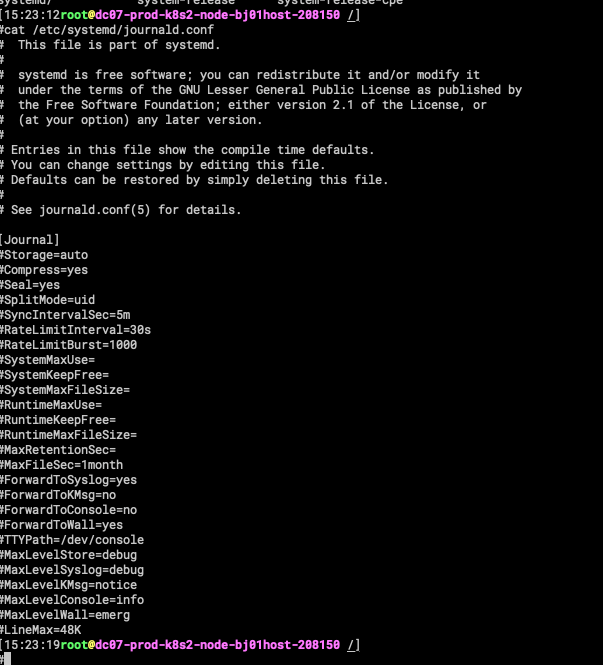 systemd/ system-release system-release-cpe
[15:23:12root@dc07-prod-k8s2-node-bj01host-208150 /]
#cat /etc/systemd/journald.conf
#  This file is part of systemd.
#
#  systemd is free software; you can redistribute it and/or modify it
#  under the terms of the GNU Lesser General Public License as published by
#  the Free Software Foundation; either version 2.1 of the License, or
#  (at your option) any later version.
#
# Entries in this file show the compile time defaults.
# You can change settings by editing this file.
# Defaults can be restored by simply deleting this file.
#
# See journald.conf(5) for details.
[Journal]
#Storage=auto
#Compress=yes
#Seal=yes
#SplitMode=uid
#SyncIntervalSec=5m
#RateLimitInterval=30s
#RateLimitBurst=1000
#SystemMaxUse=
#SystemKeepFree=
#SystemMaxFileSize=
#RuntimeMaxUse=
#RuntimeKeepFree=
#RuntimeMaxFileSize=
#MaxRetentionSec=
#MaxFileSec=1month
#ForwardToSyslog=yes
#ForwardToKMsg=no
#ForwardToConsole=no
#ForwardToWall=yes
#TTYPath=/dev/console
#MaxLevelStore=debug
#MaxLevelSyslog=debug
#MaxLevelKMsg=notice
#MaxLevelConsole=info
#MaxLevelWall=emerg
#LineMax=48K
[15:23:19root@dc07-prod-k8s2-node-bj01host-208150 /]
#